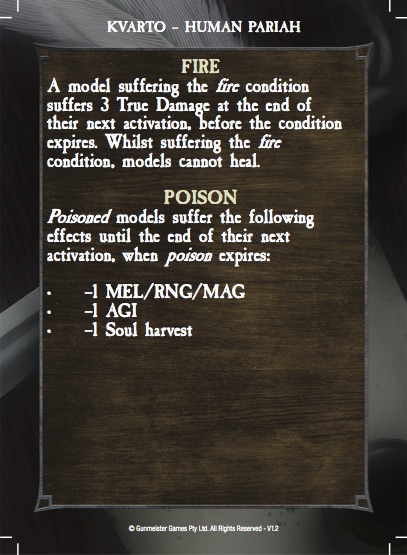 KVARTO – HUMAN PARIAH
FIRE
A model suffering the fire condition
suffers 3 True Damage at the end of
their next activation, before the condition
expires. Whilst suffering the fire
condition, models cannot heal.
POISON
Poisoned models suffer the following
effects until the end of their next
activation, when poison expires:
• –1 MEL/RNG/MAG
• –1 AGI
• –1 Soul harvest
© Gunmeister Games Pty Ltd. All Rights Reserved - V1.2